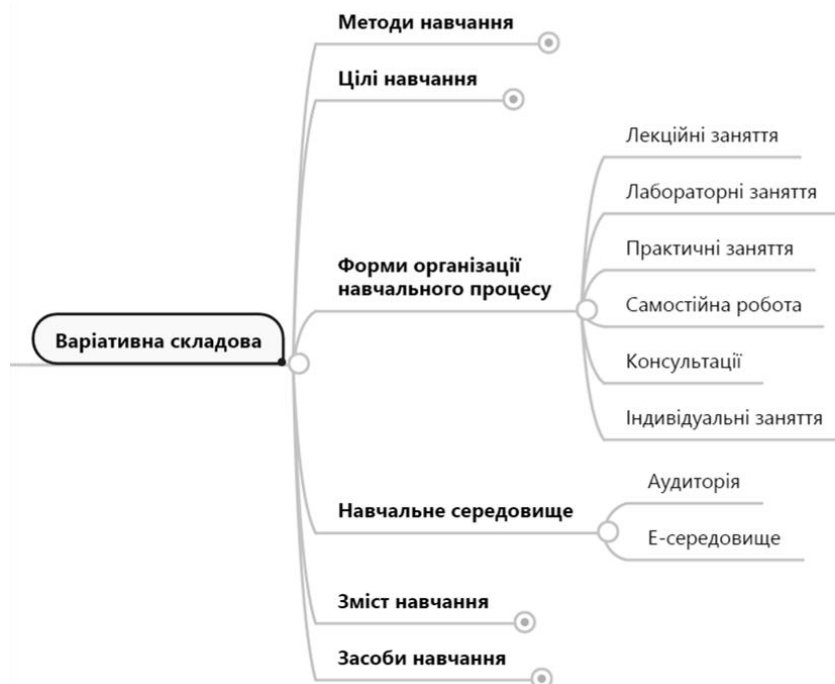 Методи навчання
Цілі навчання
Лекційні заняття
Лабораторні заняття
Практичні заняття
Форми організації
навчального процесу
Самостійна робота
Варіативна складова
Консультації
Індивідуальні заняття
Аудиторія
Навчальне середовище
Е-середовище
Зміст навчання
Засоби навчання